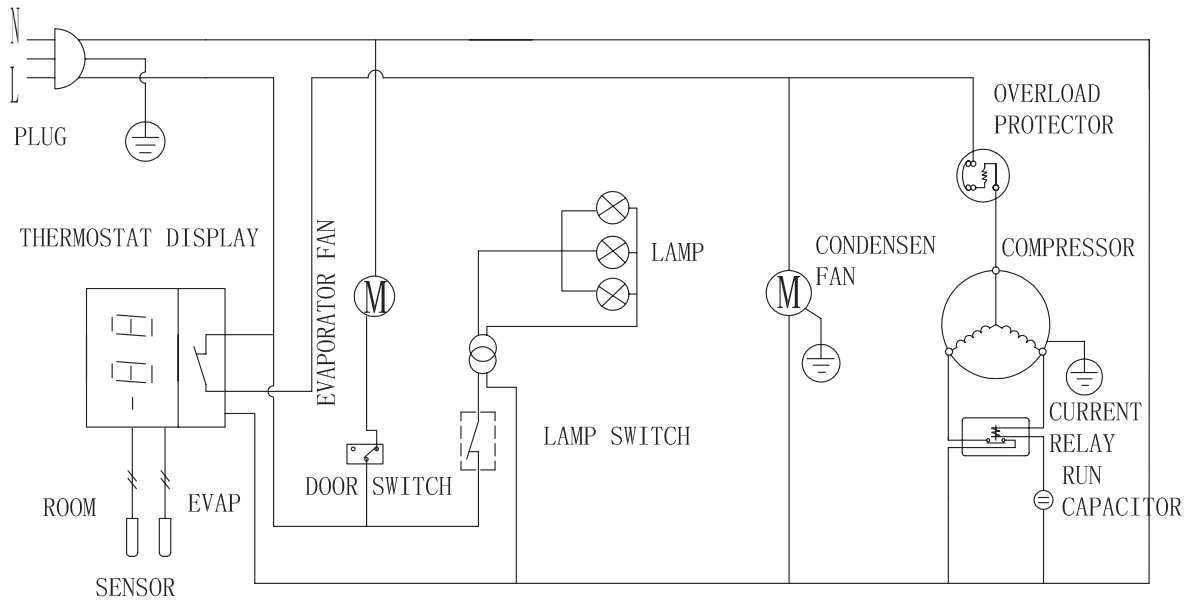 N
L
PLUG
OVERLOAD
PROTECTOR
THERMOSTAT DISPLAY
EVAPORATOR FAN
M
LAMP
M
CONDENSEN
FAN
COMPRESSOR
LAMP SWITCH
DOOR SWITCH
CURRENT
RELAY
RUN
CAPACITOR
ROOM
EVAP
SENSOR